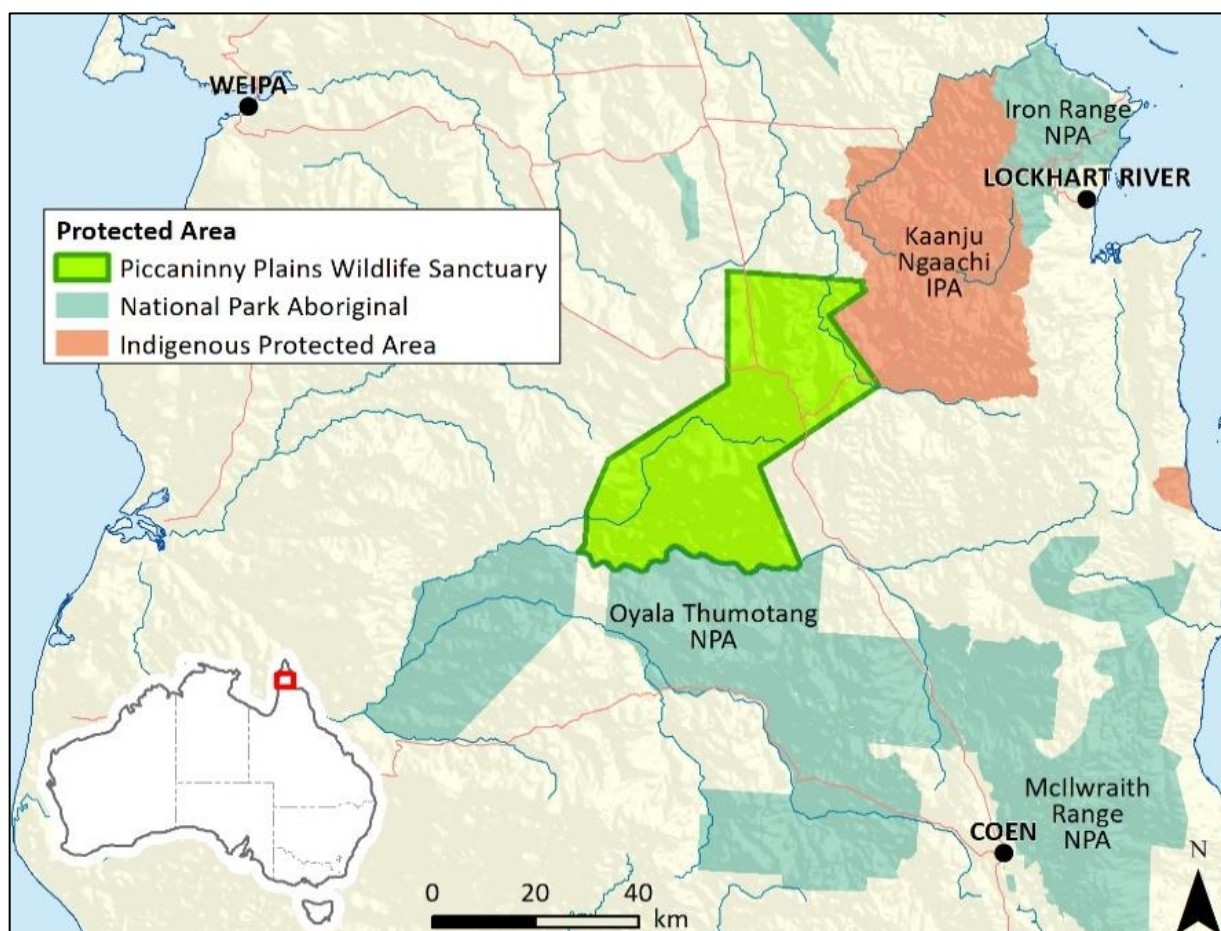 WEIPA
Iron Range
NPA
LOCKHART RIVER
Protected Area
Piccaninny Plains Wildlife Sanctuary
National Park Aboriginal
Indigenous Protected Area
Kaanju
Ngaachi
IPA
Oyala Thumotang
NPA
McIlwraith
Range
NPA
COEN
N
0 20 40
km